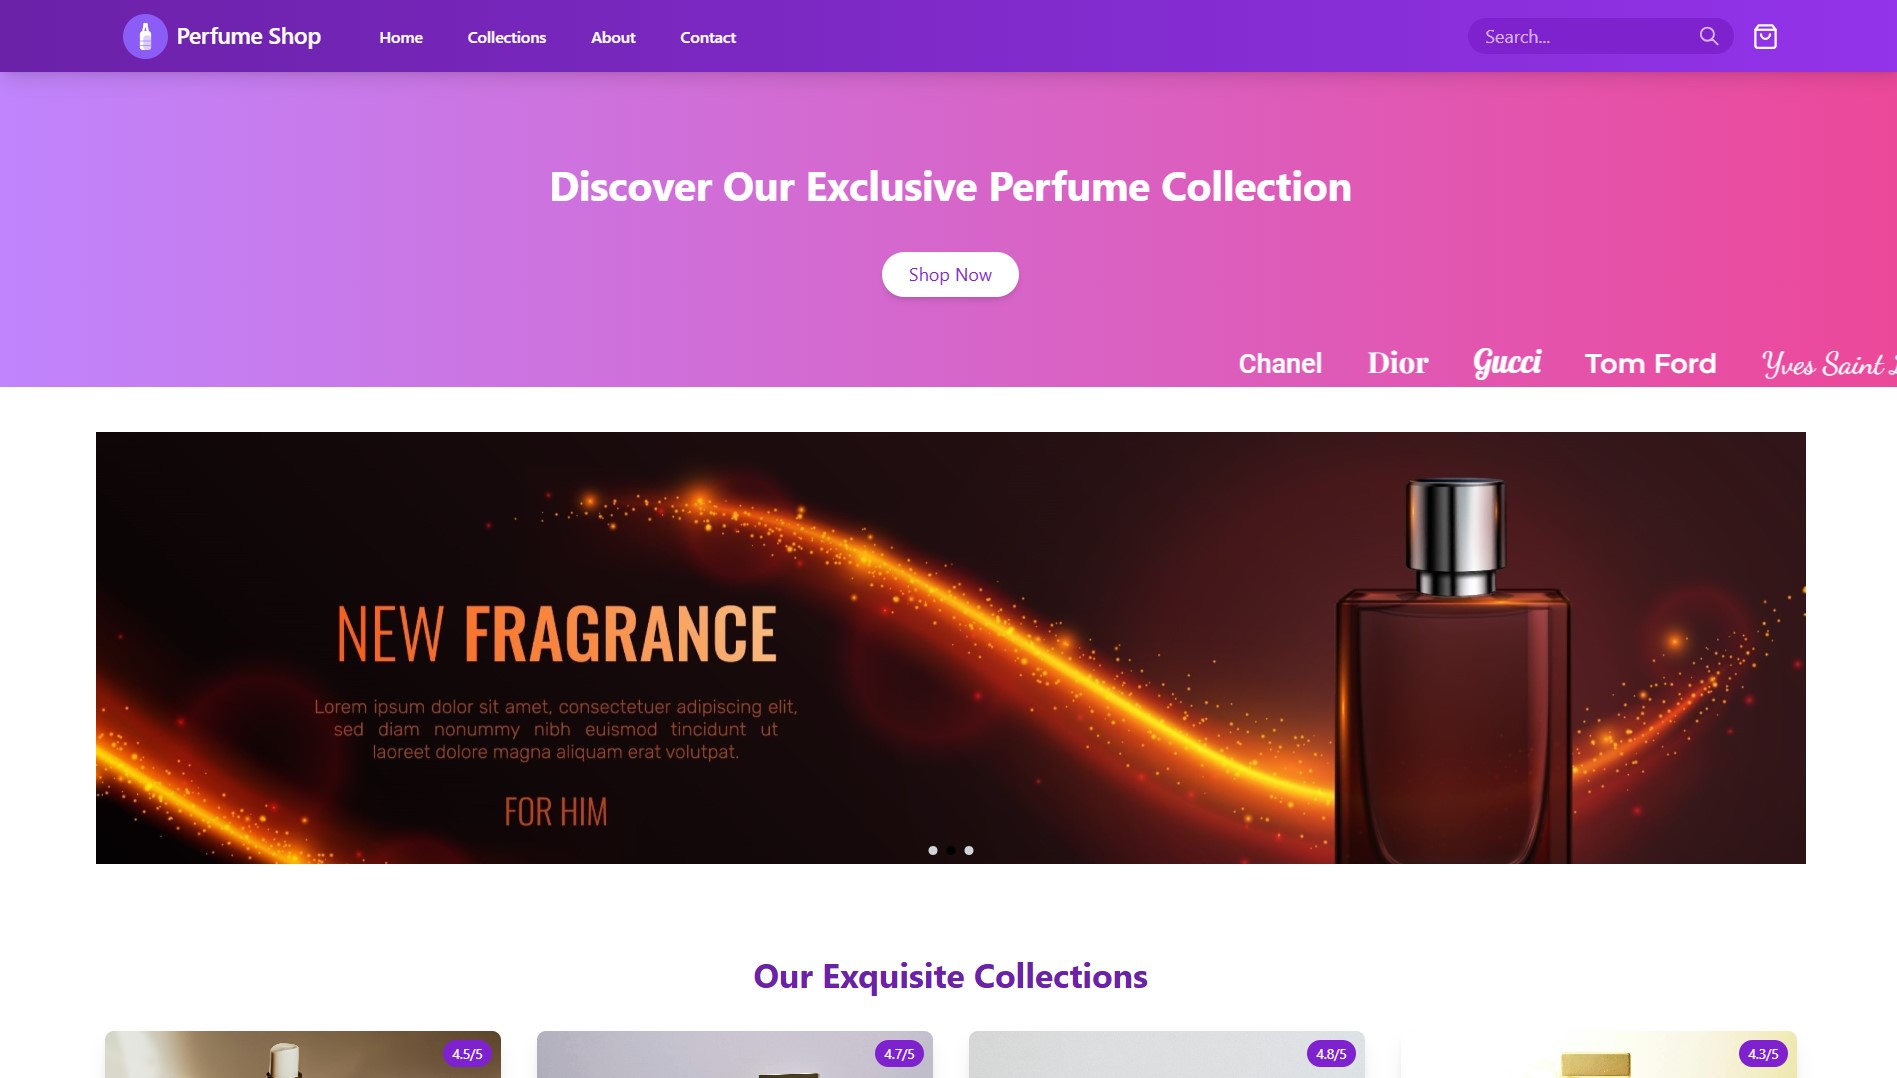 Perfume Shop
Home
Collections
About
Contact
Search...
Discover Our Exclusive Perfume Collection
Shop Now
Chanel
Dior
Gucci
Tom Ford
Yves Saint
NEW FRAGRANCE
Lorem ipsum dolor sit amet, consectetuer adipiscing elit,
sed diam nonummy nibh euismod tincidunt ut
laoreet dolore magna aliquam erat volutpat.
FOR HIM
Our Exquisite Collections
4.5/5
4.7/5
4.8/5
4.3/5